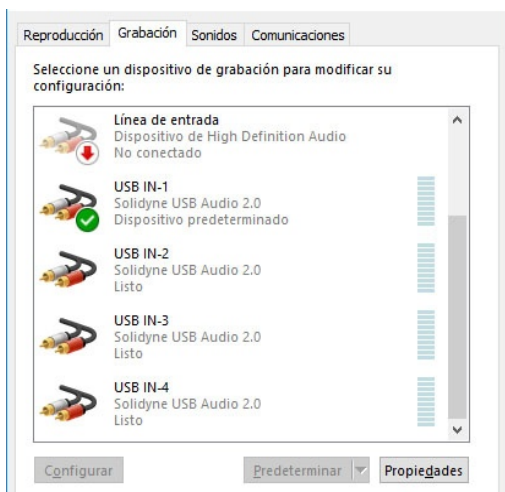 Reproducción Grabación Sonidos Comunicaciones
Seleccione un dispositivo de grabación para modificar su
configuración:
Línea de entrada
Dispositivo de High Definition Audio
No conectado
USB IN-1
Solidyne USB Audio 2.0
Dispositivo predeterminado
USB IN-2
Solidyne USB Audio 2.0
Listo
USB IN-3
Solidyne USB Audio 2.0
Listo
USB IN-4
Solidyne USB Audio 2.0
Listo
Configurar Predeterminar Propiedades